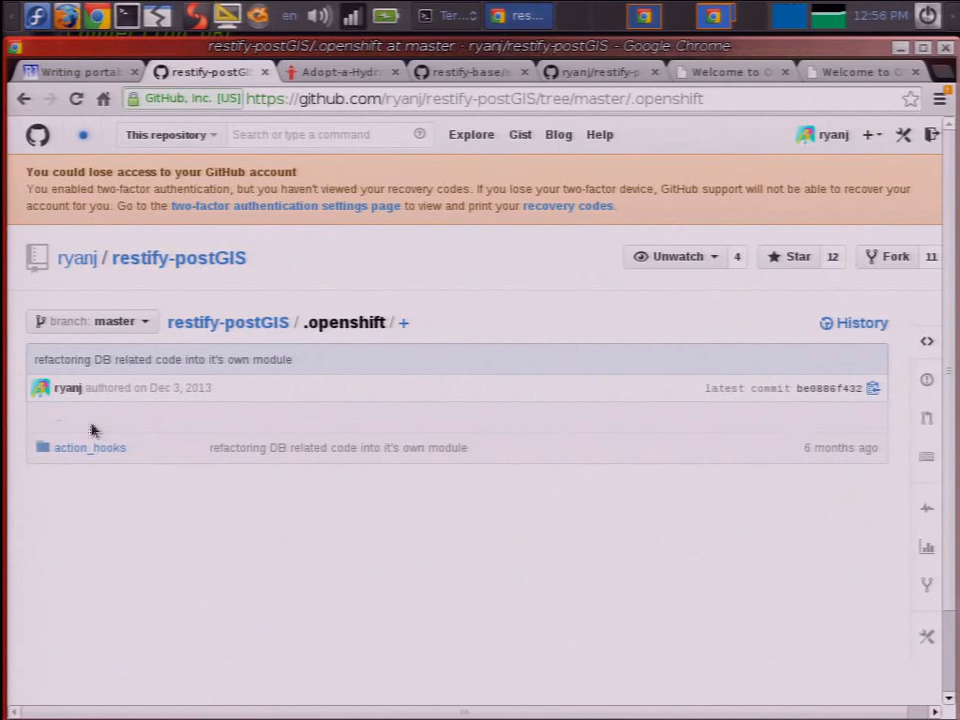 en
Ter...
res...
12:56 PM
restify-postGIS/.openshift at master · ryanj/restify-postGIS - Google Chrome
Writing porta
restify-postGI
Adopt-a-Hydr
restify-base/s
ryanj/restify-p
Welcome to O
Welcome to O
GitHub, Inc. [US]
https://github.com/ryanj/restify-postGIS/tree/master/.openshift
This repository
Search or type a command
Explore
Gist
Blog
Help
ryanj
You could lose access to your GitHub account
You enabled two-factor authentication, but you haven't viewed your recovery codes. If you lose your two-factor device, GitHub support will not be able to recover your
account for you. Go to the two-factor authentication settings page to view and print your recovery codes.
ryanj / restify-postGIS
Unwatch
4
Star
12
Fork
11
branch: master
restify-postGIS / .openshift / +
History
refactoring DB related code into it's own module
ryanj authored on Dec 3, 2013
latest commit be0886f432
..
action_hooks
refactoring DB related code into it's own module
6 months ago